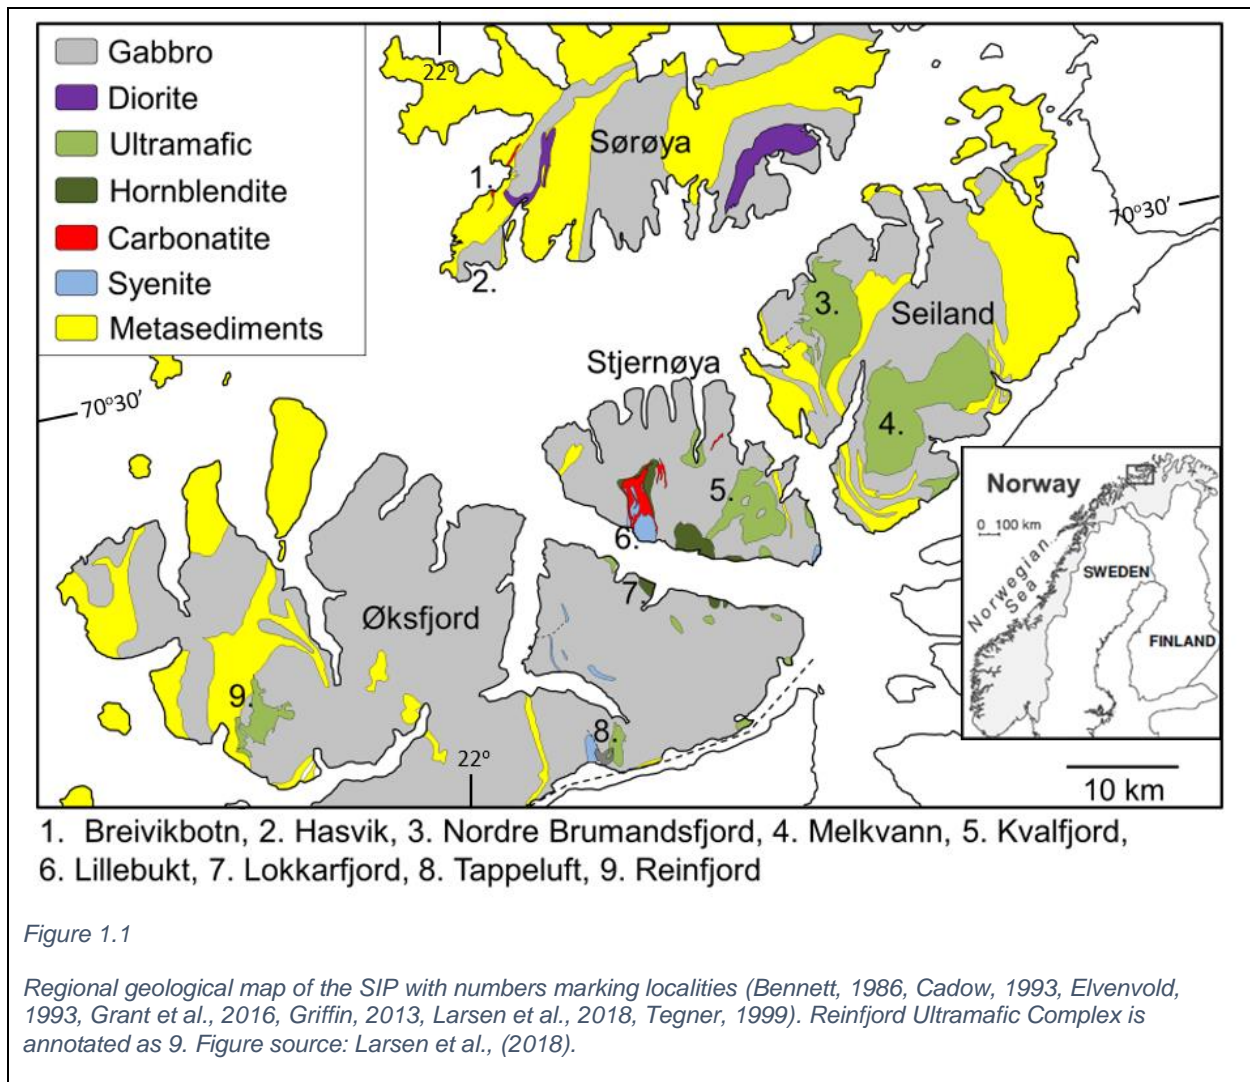 Gabbro
Diorite
Ultramafic
Hornblendite
Carbonatite
Syenite
Metasediments
22°
Sørøya
1.
2.
70°30’
3.
Seiland
Stjernøya
70°30’
4.
5.
6.
7
Øksfjord
9.
8.
22°
Norway
0 100 km
Norwegian
Sea
SWEDEN
FINLAND
10 km
1. Breivikbotn, 2. Hasvik, 3. Nordre Brumandsfjord, 4. Melkvann, 5. Kvalfjord,
6. Lillebukt, 7. Lokkarfjord, 8. Tappeluft, 9. Reinfjord
Figure 1.1
Regional geological map of the SIP with numbers marking localities (Bennett, 1986, Cadow, 1993, Elvenvold,
1993, Grant et al., 2016, Griffin, 2013, Larsen et al., 2018, Tegner, 1999). Reinfjord Ultramafic Complex is
annotated as 9. Figure source: Larsen et al., (2018).